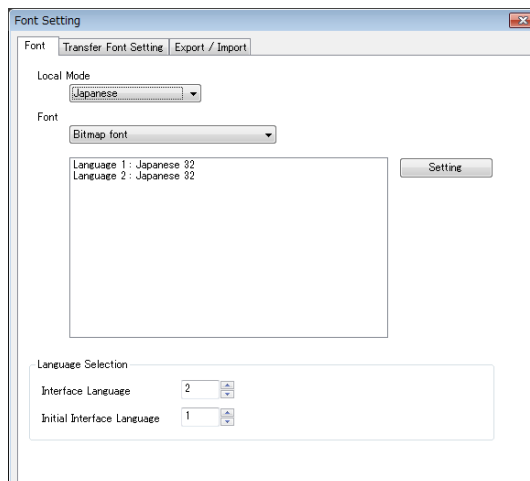 Font Setting
Font
Transfer Font Setting
Export / Import
Local Mode
Japanese
Font
Bitmap font
Language 1 : Japanese 32
Language 2 : Japanese 32
Setting
Language Selection
Interface Language 2
Initial Interface Language 1